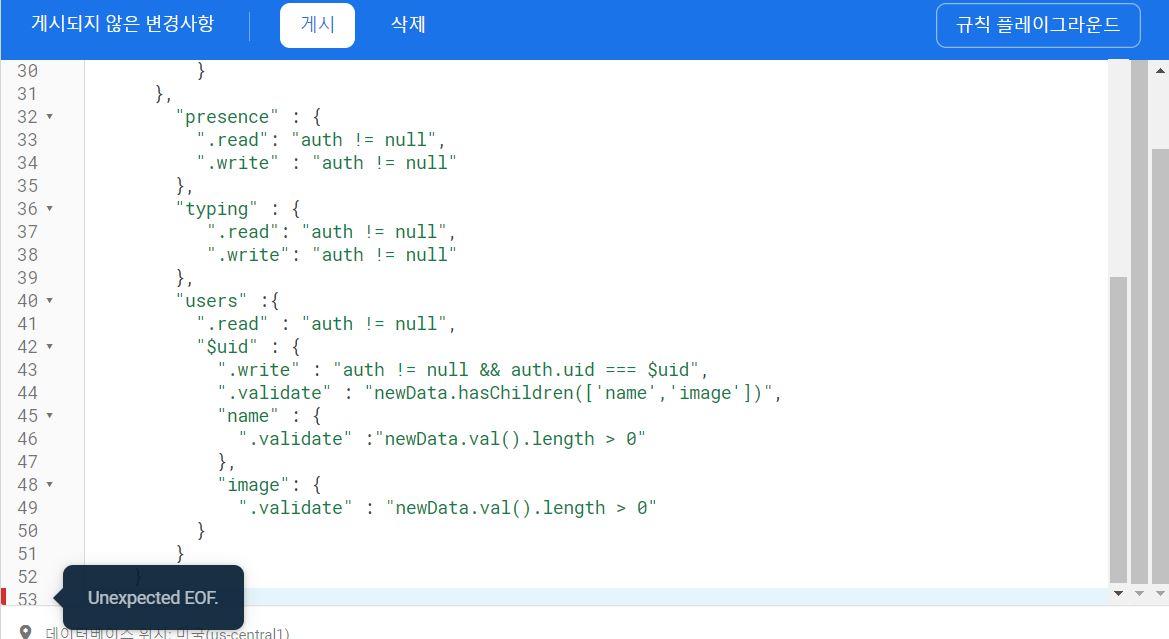 게시되지 않은 변경사항 게시 삭제 규칙 플레이그라운드
30 }
31 },
32 "presence" : {
33 ".read": "auth != null",
34 ".write" : "auth != null"
35 },
36 "typing" : {
37 ".read": "auth != null",
38 ".write": "auth != null"
39 },
40 "users" :{
41 ".read" : "auth != null",
42 "$uid" : {
43 ".write" : "auth != null && auth.uid === $uid",
44 ".validate" : "newData.hasChildren(['name','image'])",
45 "name" : {
46 ".validate" :"newData.val().length > 0"
47 },
48 "image": {
49 ".validate" : "newData.val().length > 0"
50 }
51 }
52 }
53 Unexpected EOF.
데이터베이스 위치: 미국(us-central1)